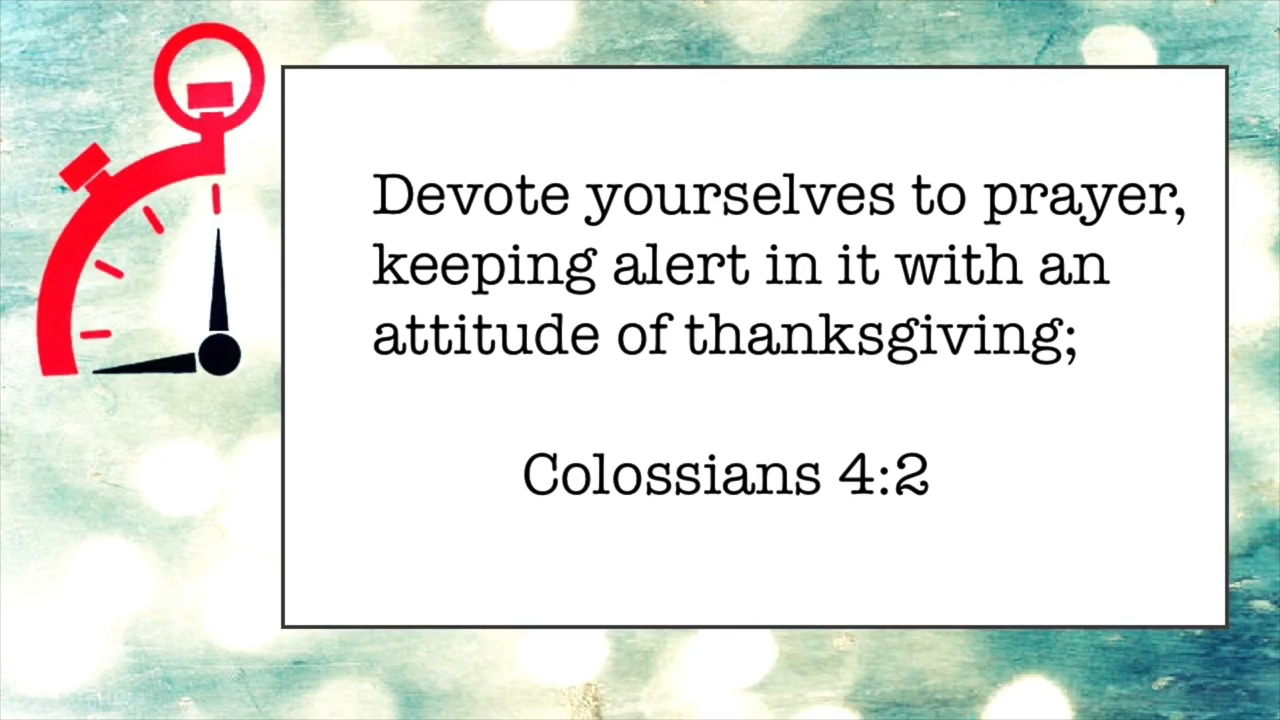 Devote yourselves to prayer,
keeping alert in it with an
attitude of thanksgiving;
Colossians 4:2